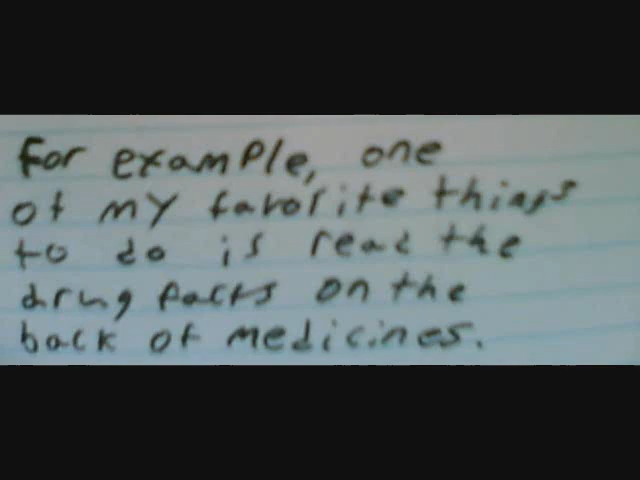 For example, one
of my favorite things
to do is read the
drug facts on the
back of medicines.